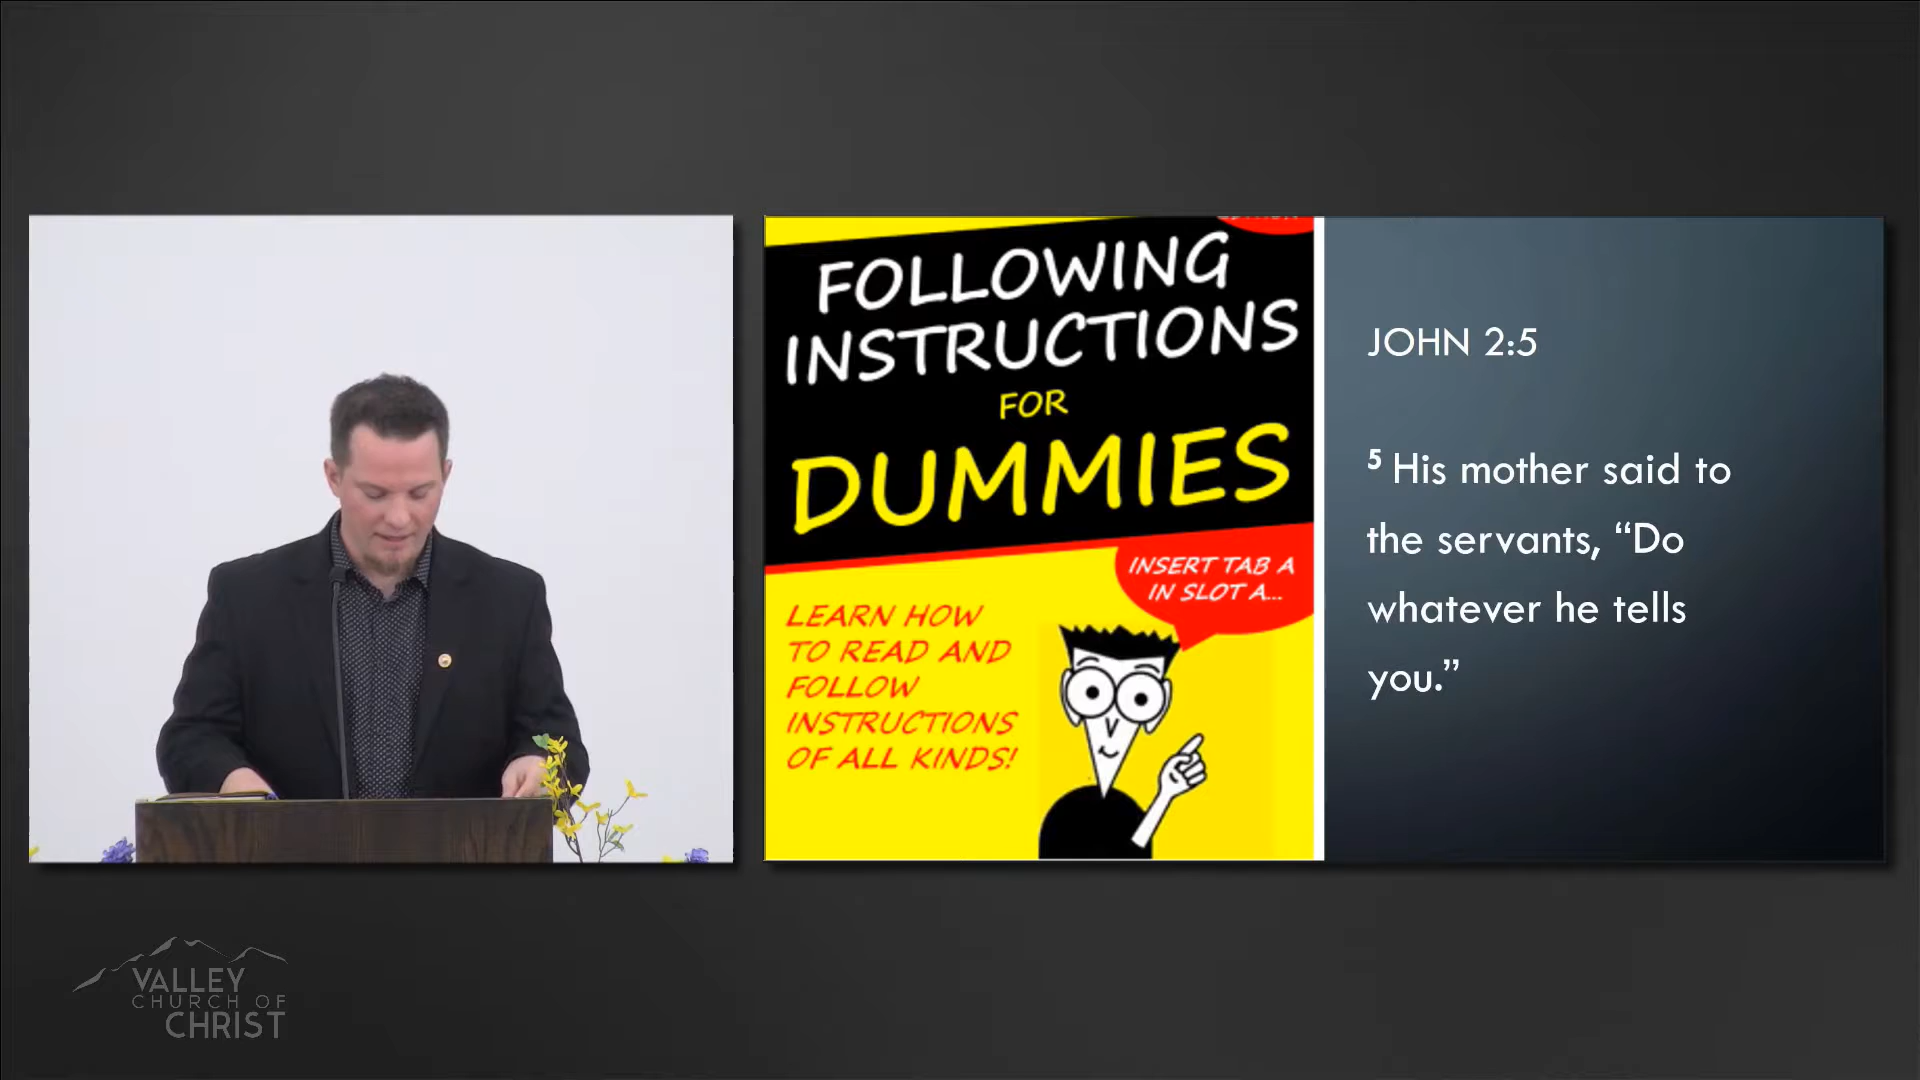 FOLLOWING
INSTRUCTIONS
FOR
DUMMIES
INSERT TAB A
IN SLOT A...
LEARN HOW
TO READ AND
FOLLOW
INSTRUCTIONS
OF ALL KINDS!
JOHN 2:5
5 His mother said to
the servants, “Do
whatever he tells
you.”
VALLEY
CHURCH OF
CHRIST